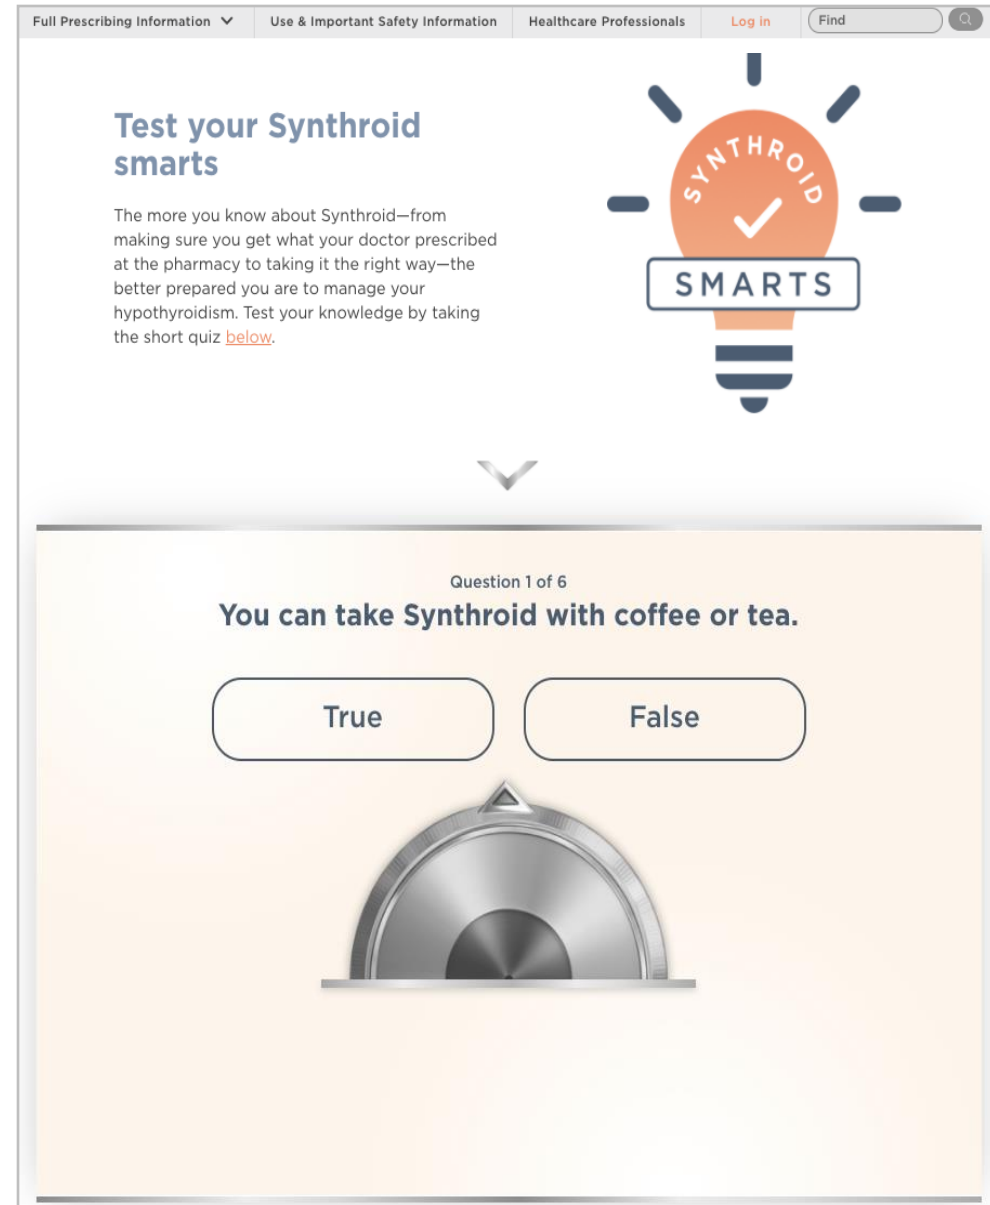 Full Prescribing Information
Use & Important Safety Information
Healthcare Professionals
Log in
Find
Test your Synthroid
smarts
The more you know about Synthroid—from
making sure you get what your doctor prescribed
at the pharmacy to taking it the right way—the
better prepared you are to manage your
hypothyroidism. Test your knowledge by taking
the short quiz below.
SYNTHROID
SMARTS
Question 1 of 6
You can take Synthroid with coffee or tea.
True
False